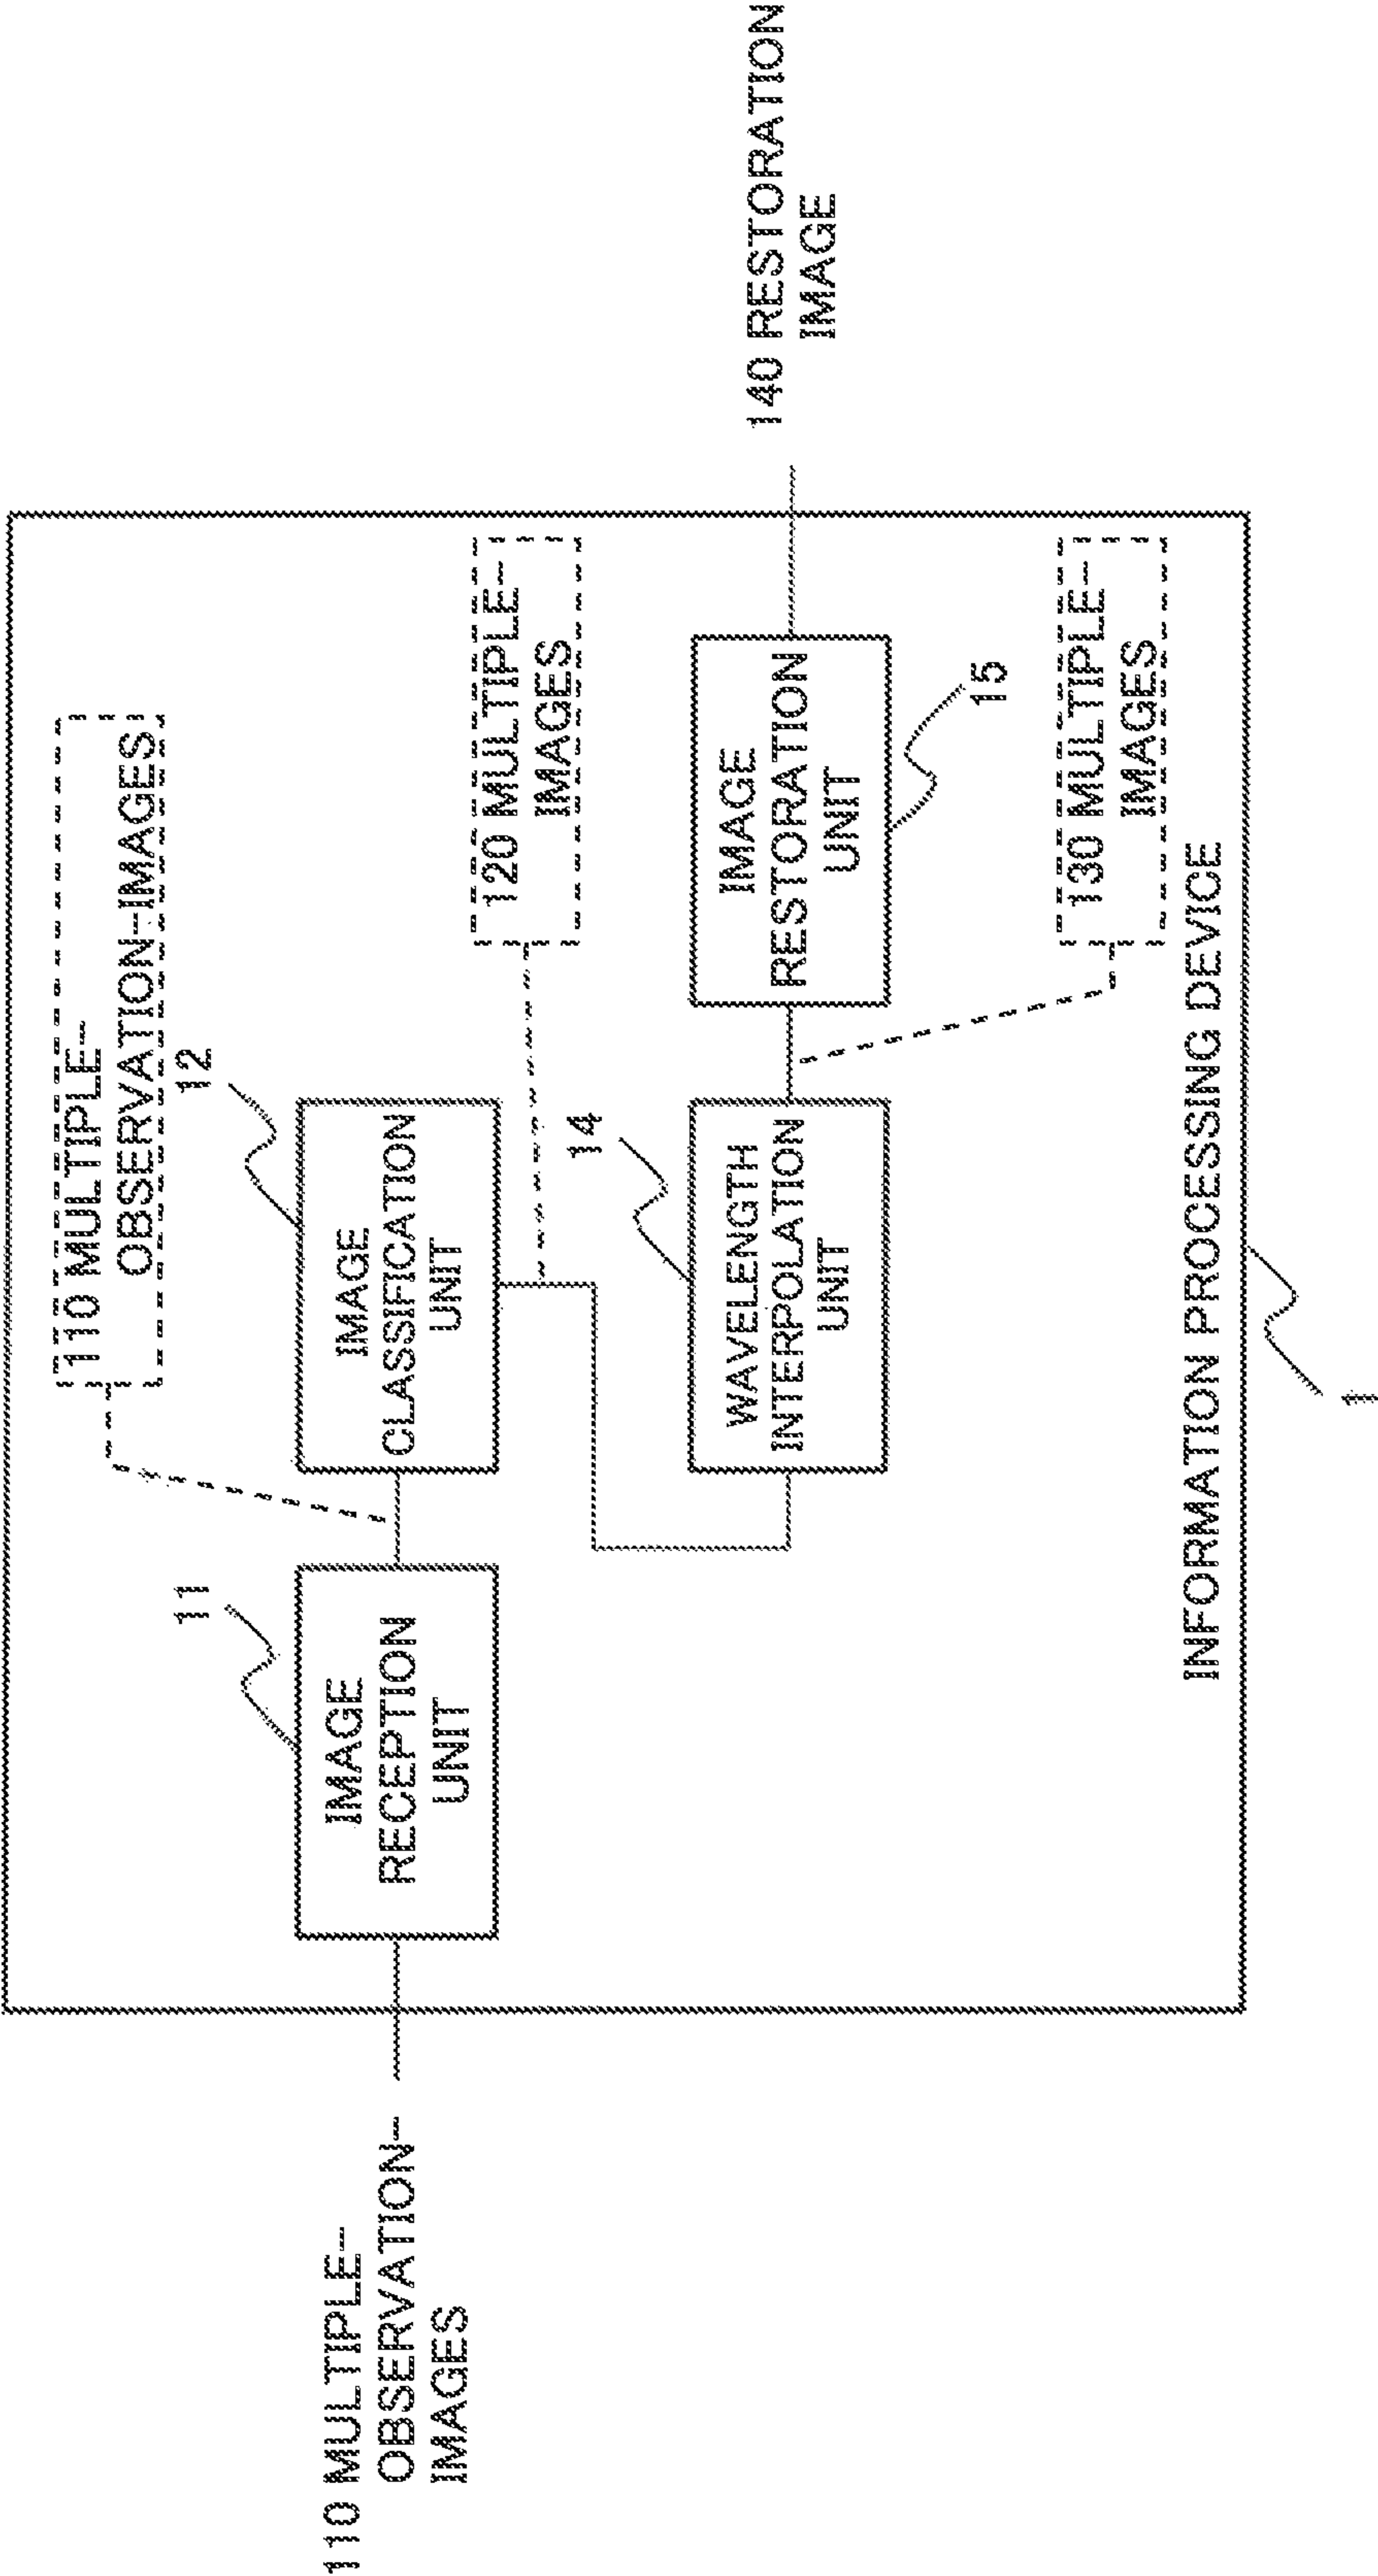 110 MULTIPLE-
OBSERVATION-
IMAGES
11
IMAGE
RECEPTION
UNIT
110 MULTIPLE-
OBSERVATION-IMAGES
12
IMAGE
CLASSIFICATION
UNIT
120 MULTIPLE-
IMAGES
14
WAVELENGTH
INTERPOLATION
UNIT
IMAGE
RESTORATION
UNIT
15
130 MULTIPLE-
IMAGES
140 RESTORATION
IMAGE
INFORMATION PROCESSING DEVICE
1